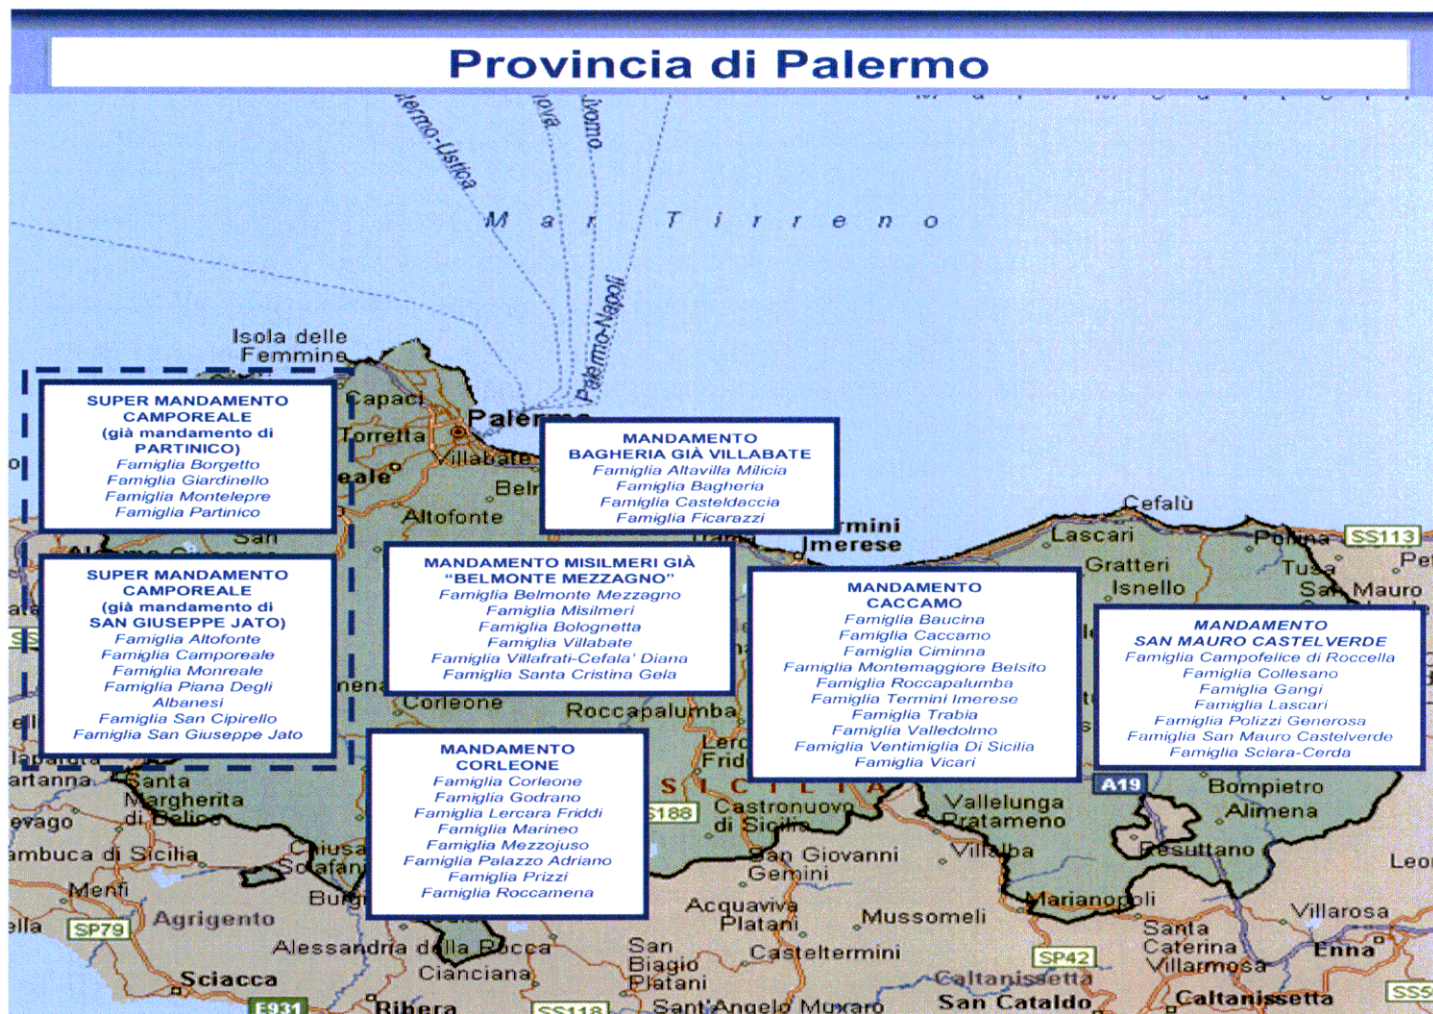 Provincia di Palermo
Palermo-Napoli
Mar Tirreno
Isola delle
Femmine
Capaci
Torretta
Villabate
Altofonte
SUPER MANDAMENTO
CAMPOREALE
(già mandamento di
PARTINICO)
Famiglia Borgetto
Famiglia Giardinello
Famiglia Montelepre
Famiglia Partinico
MANDAMENTO
BAGHERIA GIÀ VILLABATE
Famiglia Altavilla Milicia
Famiglia Bagheria
Famiglia Casteldaccia
Famiglia Ficarazzi
Cefalù
Lascari
Gratteri
Isnello
Pollina
SS113
Tusa
San Mauro
Imerese
SUPER MANDAMENTO
CAMPOREALE
(già mandamento di
SAN GIUSEPPE JATO)
Famiglia Altofonte
Famiglia Camporeale
Famiglia Monreale
Famiglia Piana Degli
Albanesi
Famiglia San Cipirello
Famiglia San Giuseppe Jato
MANDAMENTO MISILMERI GIÀ
“BELMONTE MEZZAGNO”
Famiglia Belmonte Mezzagno
Famiglia Misilmeri
Famiglia Bolognetta
Famiglia Villabate
Famiglia Villafrati-Cefala’ Diana
Famiglia Santa Cristina Gela
MANDAMENTO
CACCAMO
Famiglia Baucina
Famiglia Caccamo
Famiglia Ciminna
Famiglia Montemaggiore Belsito
Famiglia Roccapalumba
Famiglia Termini Imerese
Famiglia Trabia
Famiglia Valledolmo
Famiglia Ventimiglia Di Sicilia
Famiglia Vicari
MANDAMENTO
SAN MAURO CASTELVERDE
Famiglia Campofelice di Roccella
Famiglia Collesano
Famiglia Gangi
Famiglia Lascari
Famiglia Polizzi Generosa
Famiglia San Mauro Castelverde
Famiglia Sciara-Cerda
Corleone
Roccapalumba
MANDAMENTO
CORLEONE
Famiglia Corleone
Famiglia Godrano
Famiglia Lercara Friddi
Famiglia Marineo
Famiglia Mezzojuso
Famiglia Palazzo Adriano
Famiglia Prizzi
Famiglia Roccamena
SICILIA
A19
Santa
Margherita
di Belice
Castronuovo
di Sicilia
Vallelunga
Pratameno
Bompietro
Alimena
Resuttano
Villalba
San Giovanni
Gemini
Menfi
Agrigento
SP79
Acquaviva
Platani
Mussomeli
Marianopoli
Villarosa
Santa
Caterina
Villarmosa
Enna
Alessandria della Rocca
Cianciana
San
Biagio
Platani
Casteltermini
SP42
Caltanissetta
Sciacca
E931
Ribera
SS118
Sant'Angelo Muxaro
San Cataldo
Caltanissetta